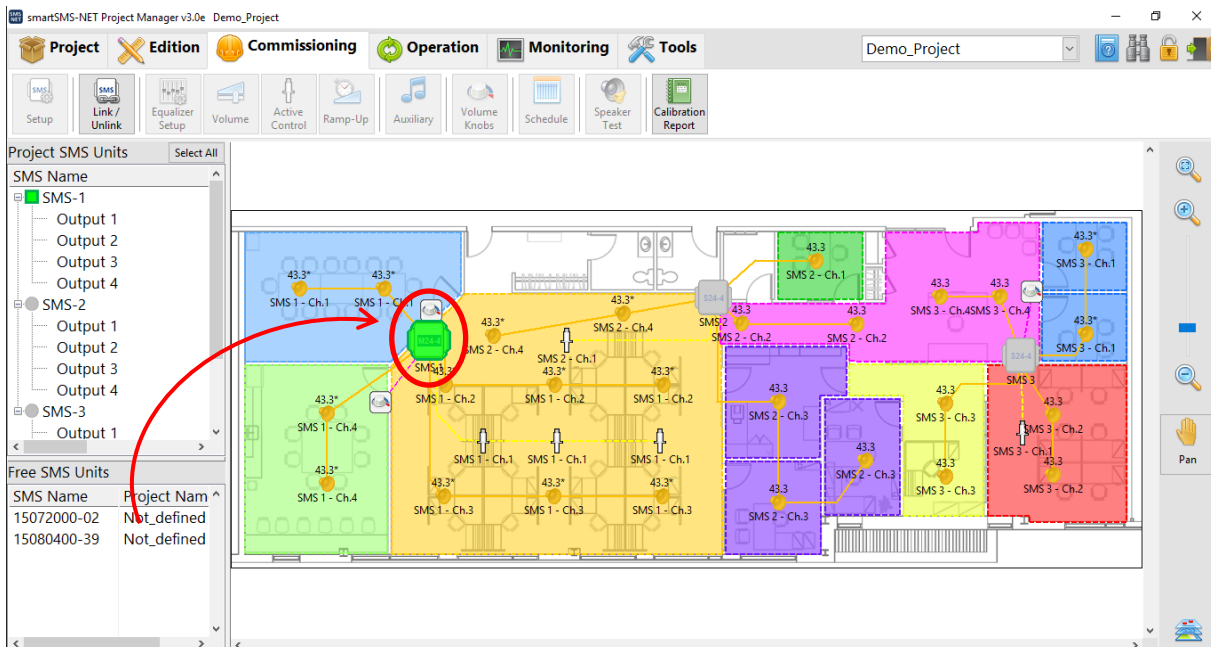 smartSMS-NET Project Manager v3.0e Demo_Project
Project Edition Commissioning Operation Monitoring Tools Demo_Project
Setup Link / Unlink Equalizer Setup Volume Active Control Ramp-Up Auxiliary Volume Knobs Schedule Speaker Test Calibration Report
Project SMS Units Select All
SMS Name
SMS-1
Output 1
Output 2
Output 3
Output 4
SMS-2
Output 1
Output 2
Output 3
Output 4
SMS-3
Output 1
Free SMS Units
SMS Name Project Nam
15072000-02 Not_defined
15080400-39 Not_defined
43.3* 43.3*
SMS 1 - Ch.1 SMS 1 - Ch.1
M24-4
SMS 1
43.3*
SMS 1 - Ch.4
43.3*
SMS 1 - Ch.4
43.3*
SMS 2 - Ch.4
43.3*
SMS 2 - Ch.4
SMS 2 - Ch.1
43.3* 43.3* 43.3*
SMS 1 - Ch.2 SMS 1 - Ch.2 SMS 1 - Ch.2
SMS 1 - Ch.1 SMS 1 - Ch.1 SMS 1 - Ch.1
43.3* 43.3* 43.3*
SMS 1 - Ch.3 SMS 1 - Ch.3 SMS 1 - Ch.3
S24-4
SMS 2
43.3
SMS 2 - Ch.1
43.3 43.3
SMS 2 - Ch.2 SMS 2 - Ch.2
43.3 43.3
SMS 3 - Ch.4 SMS 3 - Ch.4
43.3*
SMS 3 - Ch.1
43.3*
SMS 3 - Ch.1
S24-4
SMS 3
43.3
SMS 2 - Ch.3
43.3
SMS 2 - Ch.3
43.3
SMS 2 - Ch.3
43.3
SMS 3 - Ch.3
43.3
SMS 3 - Ch.3
43.3
SMS 3 - Ch.2
SMS 3 - Ch.1
43.3
SMS 3 - Ch.2
Pan